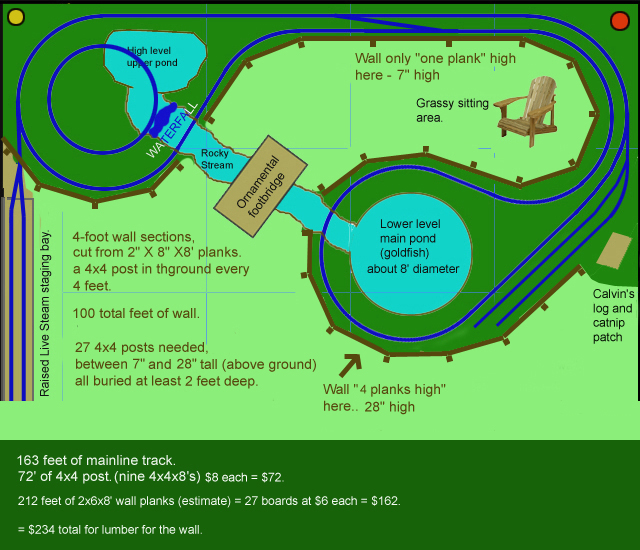 High level
upper pond
Wall only "one plank" high
here - 7" high
Grassy sitting
area.
WATERFALL
Rocky
Stream
Ornamental
footbridge
Lower level
main pond
(goldfish)
about 8' diameter
4-foot wall sections,
cut from 2" X 8" X8' planks.
a 4x4 post in thground every
4 feet.
100 total feet of wall.
27 4x4 posts needed,
between 7" and 28" tall (above ground)
all buried at least 2 feet deep.
Raised Live Steam staging bay.
Calvin's
log and
catnip
patch
Wall "4 planks high"
here.. 28" high
163 feet of mainline track.
72' of 4x4 post. (nine 4x4x8's) $8 each = $72.
212 feet of 2x6x8' wall planks (estimate) = 27 boards at $6 each = $162.
= $234 total for lumber for the wall.